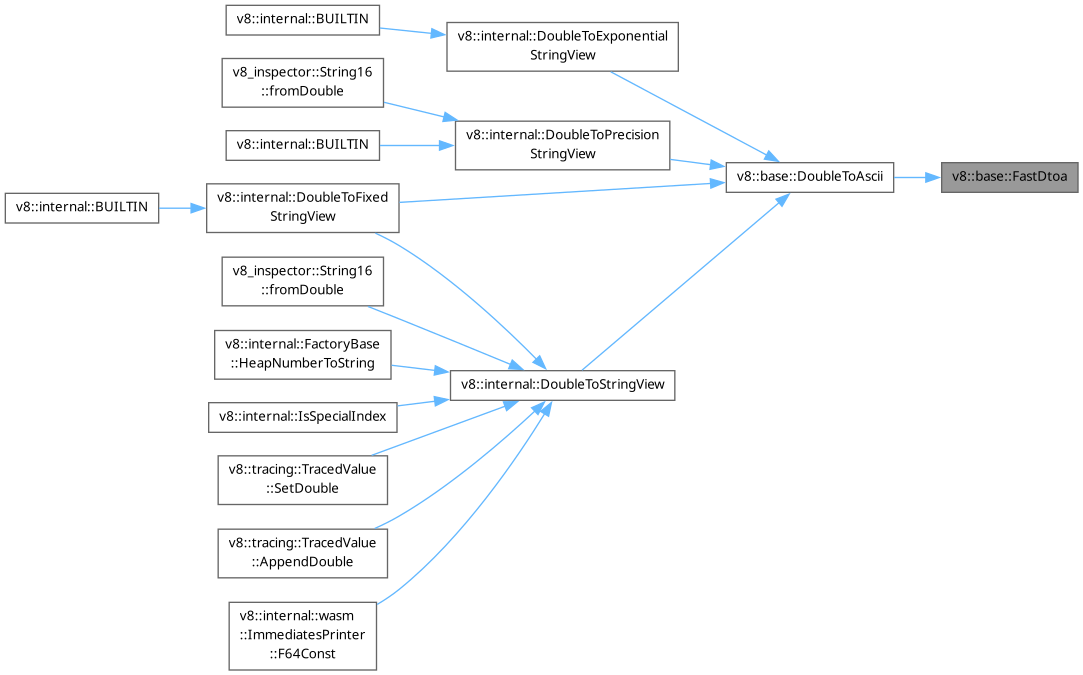 v8::internal::BUILTIN
v8::internal::DoubleToExponential
StringView
v8_inspector::String16
::fromDouble
v8::internal::DoubleToPrecision
StringView
v8::internal::BUILTIN
v8::base::DoubleToAscii
v8::base::FastDtoa
v8::internal::DoubleToFixed
StringView
v8::internal::BUILTIN
v8_inspector::String16
::fromDouble
v8::internal::FactoryBase
::HeapNumberToString
v8::internal::DoubleToStringView
v8::internal::IsSpecialIndex
v8::tracing::TracedValue
::SetDouble
v8::tracing::TracedValue
::AppendDouble
v8::internal::wasm
::ImmediatesPrinter
::F64Const